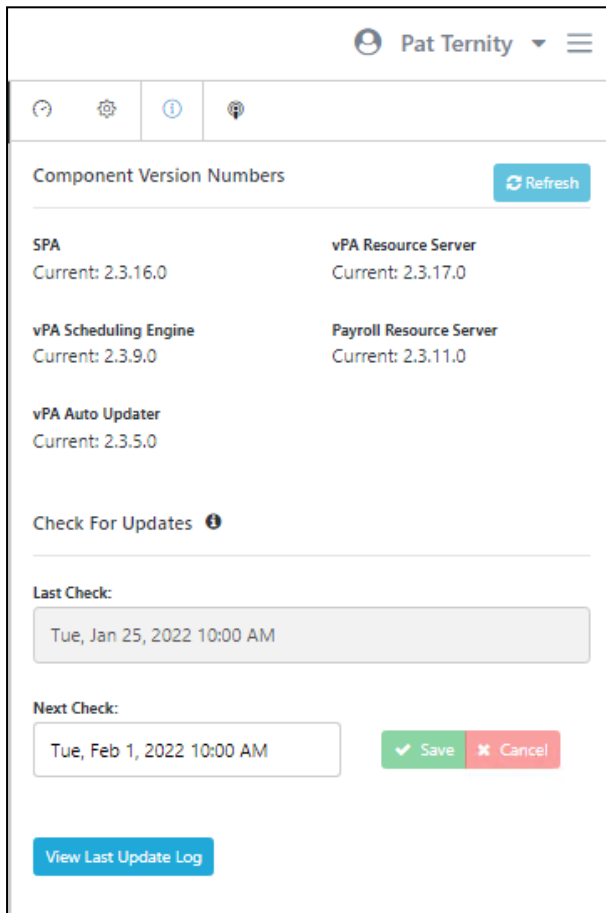 Pat Ternity
Component Version Numbers
Refresh
SPA
Current: 2.3.16.0
vPA Resource Server
Current: 2.3.17.0
vPA Scheduling Engine
Current: 2.3.9.0
Payroll Resource Server
Current: 2.3.11.0
vPA Auto Updater
Current: 2.3.5.0
Check For Updates
Last Check:
Tue, Jan 25, 2022 10:00 AM
Next Check:
Tue, Feb 1, 2022 10:00 AM
Save
Cancel
View Last Update Log